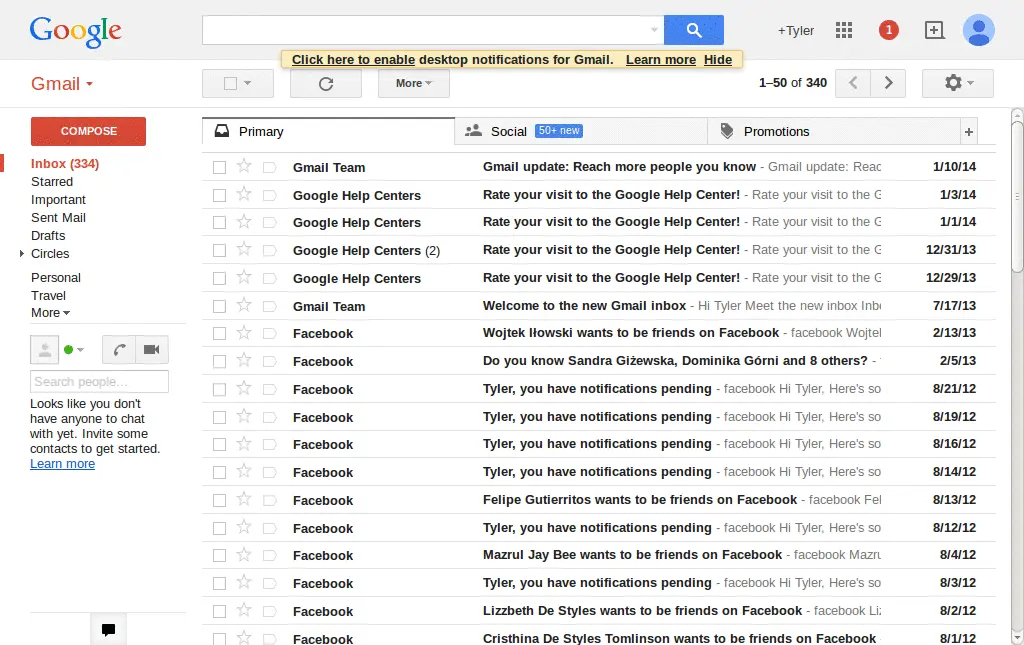 Google
+Tyler
1
Click here to enable desktop notifications for Gmail. Learn more Hide
Gmail
More
1–50 of 340
COMPOSE
Inbox (334)
Starred
Important
Sent Mail
Drafts
Circles
Personal
Travel
More
Search people...
Looks like you don't
have anyone to chat
with yet. Invite some
contacts to get started.
Learn more
Primary
Social 50+ new
Promotions
+
Gmail Team Gmail update: Reach more people you know - Gmail update: Reac 1/10/14
Google Help Centers Rate your visit to the Google Help Center! - Rate your visit to the G 1/3/14
Google Help Centers Rate your visit to the Google Help Center! - Rate your visit to the G 1/1/14
Google Help Centers (2) Rate your visit to the Google Help Center! - Rate your visit to the G 12/31/13
Google Help Centers Rate your visit to the Google Help Center! - Rate your visit to the G 12/29/13
Gmail Team Welcome to the new Gmail inbox - Hi Tyler Meet the new inbox Inbo 7/17/13
Facebook Wojtek Iłowski wants to be friends on Facebook - facebook Wojtel 2/13/13
Facebook Do you know Sandra Giżewska, Dominika Górni and 8 others? - 2/5/13
Facebook Tyler, you have notifications pending - facebook Hi Tyler, Here's so 8/21/12
Facebook Tyler, you have notifications pending - facebook Hi Tyler, Here's so 8/19/12
Facebook Tyler, you have notifications pending - facebook Hi Tyler, Here's so 8/16/12
Facebook Tyler, you have notifications pending - facebook Hi Tyler, Here's so 8/14/12
Facebook Felipe Gutierritos wants to be friends on Facebook - facebook Fel 8/13/12
Facebook Tyler, you have notifications pending - facebook Hi Tyler, Here's so 8/12/12
Facebook Mazrul Jay Bee wants to be friends on Facebook - facebook Mazru 8/4/12
Facebook Tyler, you have notifications pending - facebook Hi Tyler, Here's so 8/3/12
Facebook Lizzbeth De Styles wants to be friends on Facebook - facebook Liz 8/2/12
Facebook Cristhina De Styles Tomlinson wants to be friends on Facebook 8/1/12